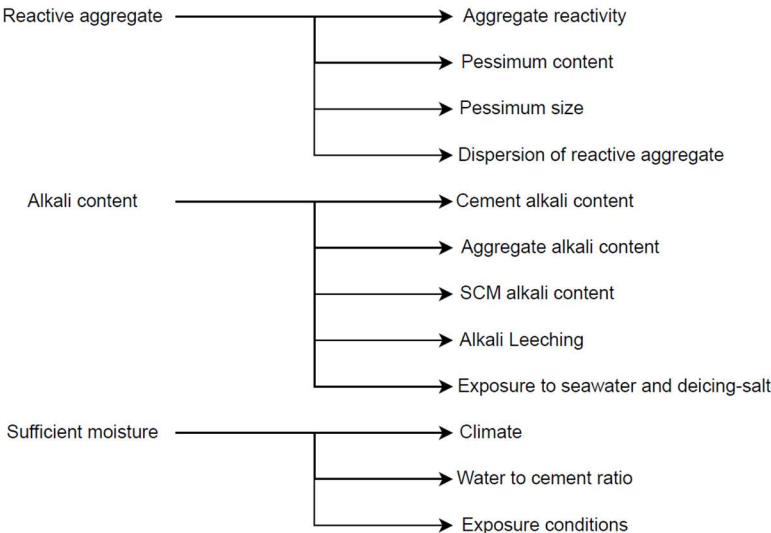 Reactive aggregate
Aggregate reactivity
Pessimum content
Pessimum size
Dispersion of reactive aggregate
Alkali content
Cement alkali content
Aggregate alkali content
SCM alkali content
Alkali Leeching
Exposure to seawater and deicing-salt
Sufficient moisture
Climate
Water to cement ratio
Exposure conditions